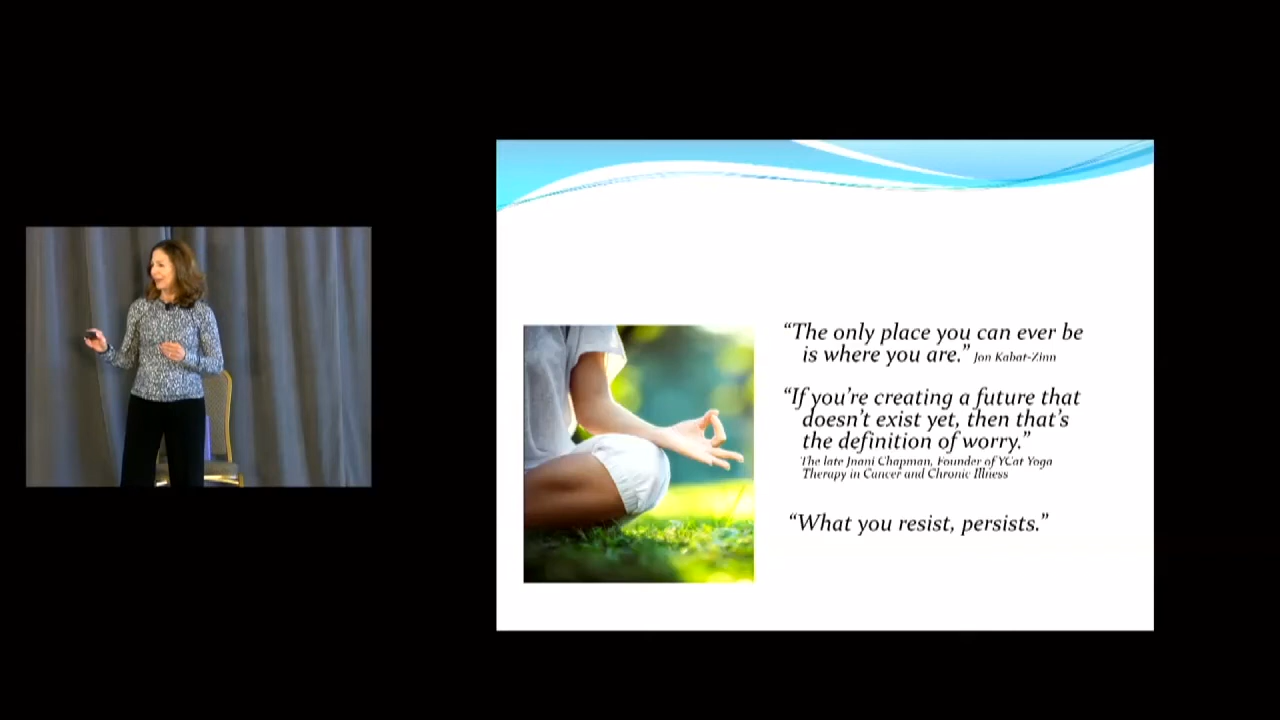 “The only place you can ever be
is where you are.” Jon Kabat-Zinn
“If you’re creating a future that
doesn’t exist yet, then that’s
the definition of worry.”
The late Jnani Chapman, Founder of YCat Yoga
Therapy in Cancer and Chronic Illness
“What you resist, persists.”